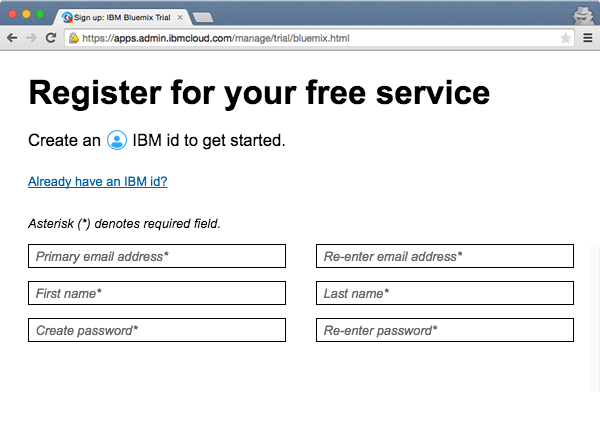 Sign up: IBM Bluemix Trial
https://apps.admin.ibmcloud.com/manage/trial/bluemix.html
Register for your free service
Create an IBM id to get started.
Already have an IBM id?
Asterisk (*) denotes required field.
Primary email address* Re-enter email address*
First name* Last name*
Create password* Re-enter password*